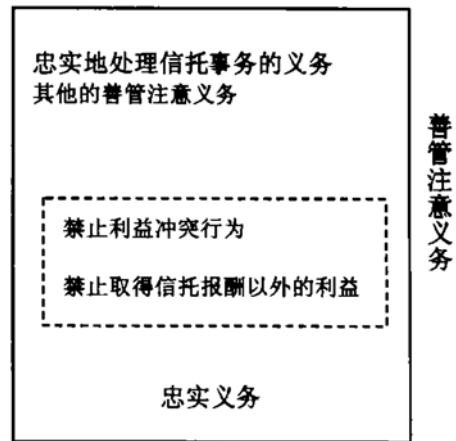 忠实地处理信托事务的义务
其他的善管注意义务
禁止利益冲突行为
禁止取得信托报酬以外的利益
忠实义务
善管注意义务